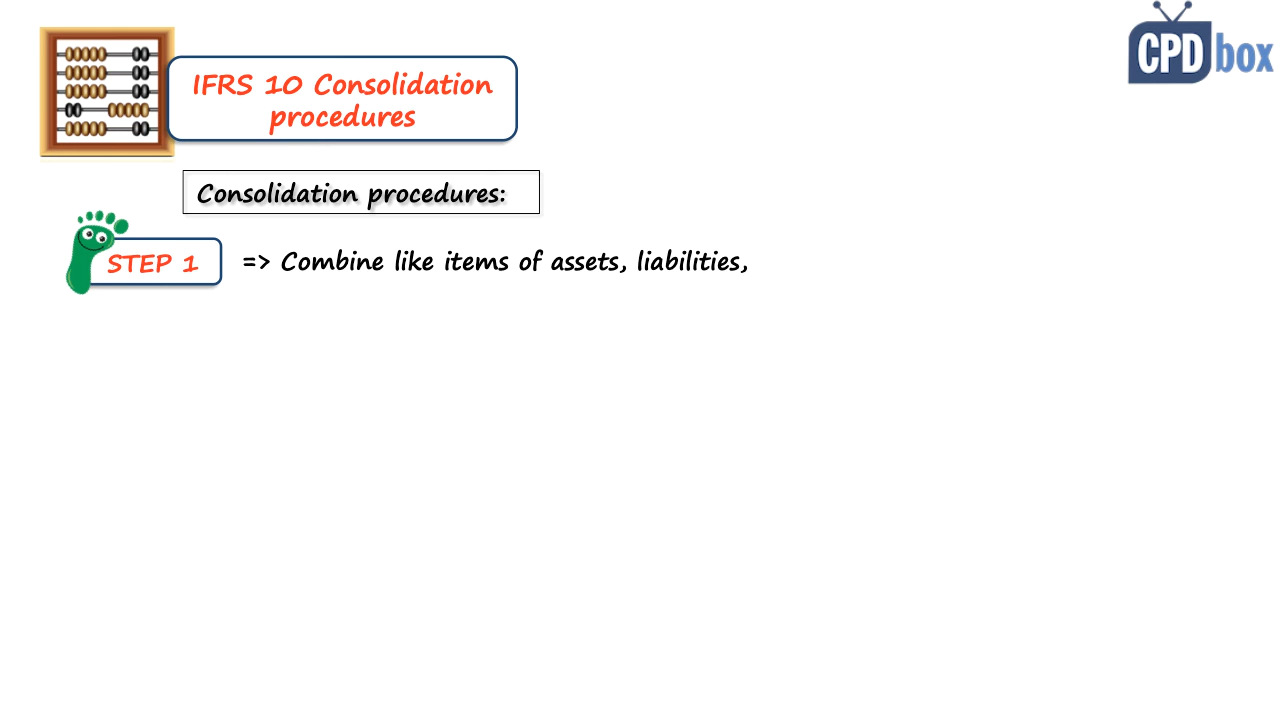 CPD box
IFRS 10 Consolidation
procedures
Consolidation procedures:
STEP 1
=> Combine like items of assets, liabilities,